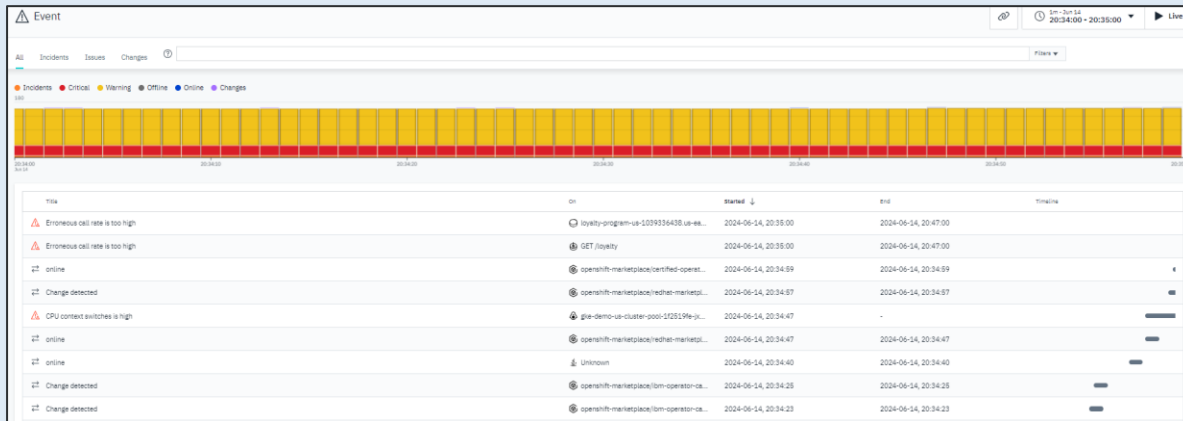 Event
1m - Jun 14
20:34:00 - 20:35:00
Live
All Incidents Issues Changes
Filters
Incidents Critical Warning Offline Online Changes
20:34:00 20:34:10 20:34:20 20:34:30 20:34:40 20:34:50
Jun 14
Title On Started ↓ End Timeline
Erroneous call rate is too high loyalty-program-us-1039336438.us-ea... 2024-06-14, 20:35:00 2024-06-14, 20:47:00
Erroneous call rate is too high GET /loyalty 2024-06-14, 20:35:00 2024-06-14, 20:47:00
online openshift-marketplace/certified-operat... 2024-06-14, 20:34:59 2024-06-14, 20:34:59
Change detected openshift-marketplace/redhat-marketpl... 2024-06-14, 20:34:57 2024-06-14, 20:34:57
CPU context switches is high gke-demo-us-cluster-pool-1f2519fe-jx... 2024-06-14, 20:34:47 -
online openshift-marketplace/redhat-marketpl... 2024-06-14, 20:34:47 2024-06-14, 20:34:47
online Unknown 2024-06-14, 20:34:40 2024-06-14, 20:34:40
Change detected openshift-marketplace/ibm-operator-ca... 2024-06-14, 20:34:25 2024-06-14, 20:34:25
Change detected openshift-marketplace/ibm-operator-ca... 2024-06-14, 20:34:23 2024-06-14, 20:34:23